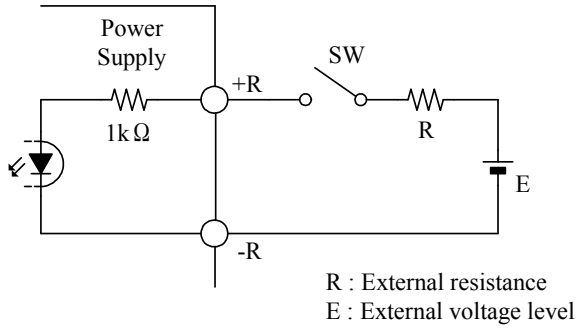 Power
Supply
SW
+R
1kΩ
R
E
-R
R : External resistance
E : External voltage level